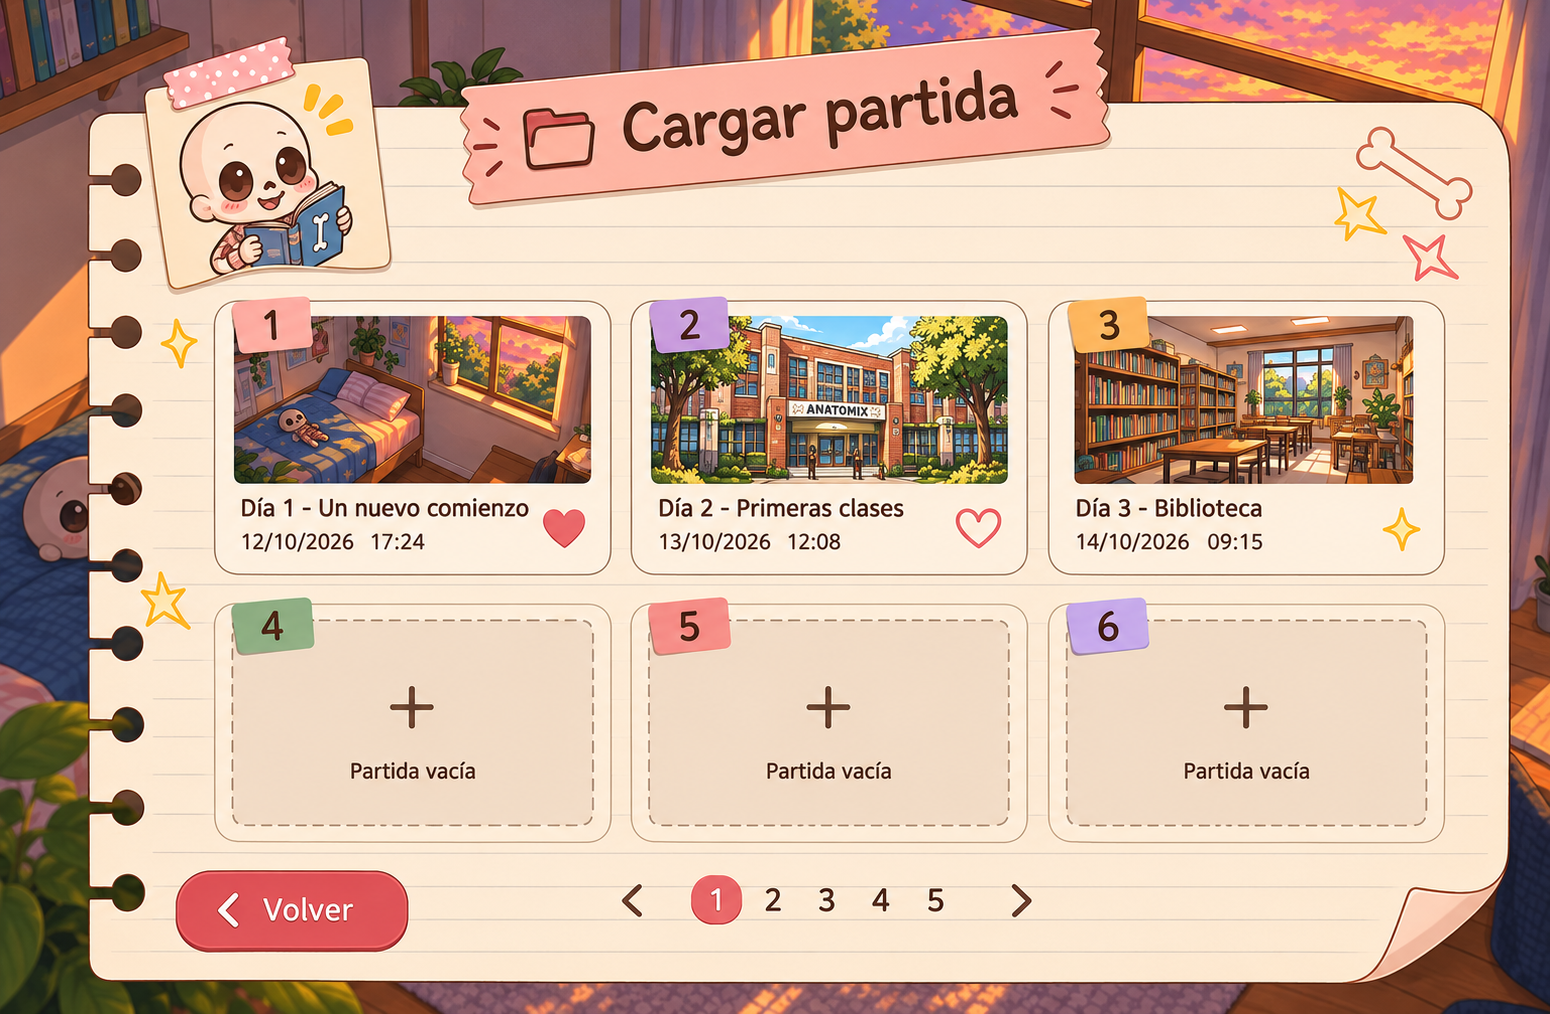 Cargar partida
1
2
3
ANATOMIX
Día 1 - Un nuevo comienzo
12/10/2026 17:24
Día 2 - Primeras clases
13/10/2026 12:08
Día 3 - Biblioteca
14/10/2026 09:15
4
5
6
Partida vacía
Partida vacía
Partida vacía
Volver
1 2 3 4 5